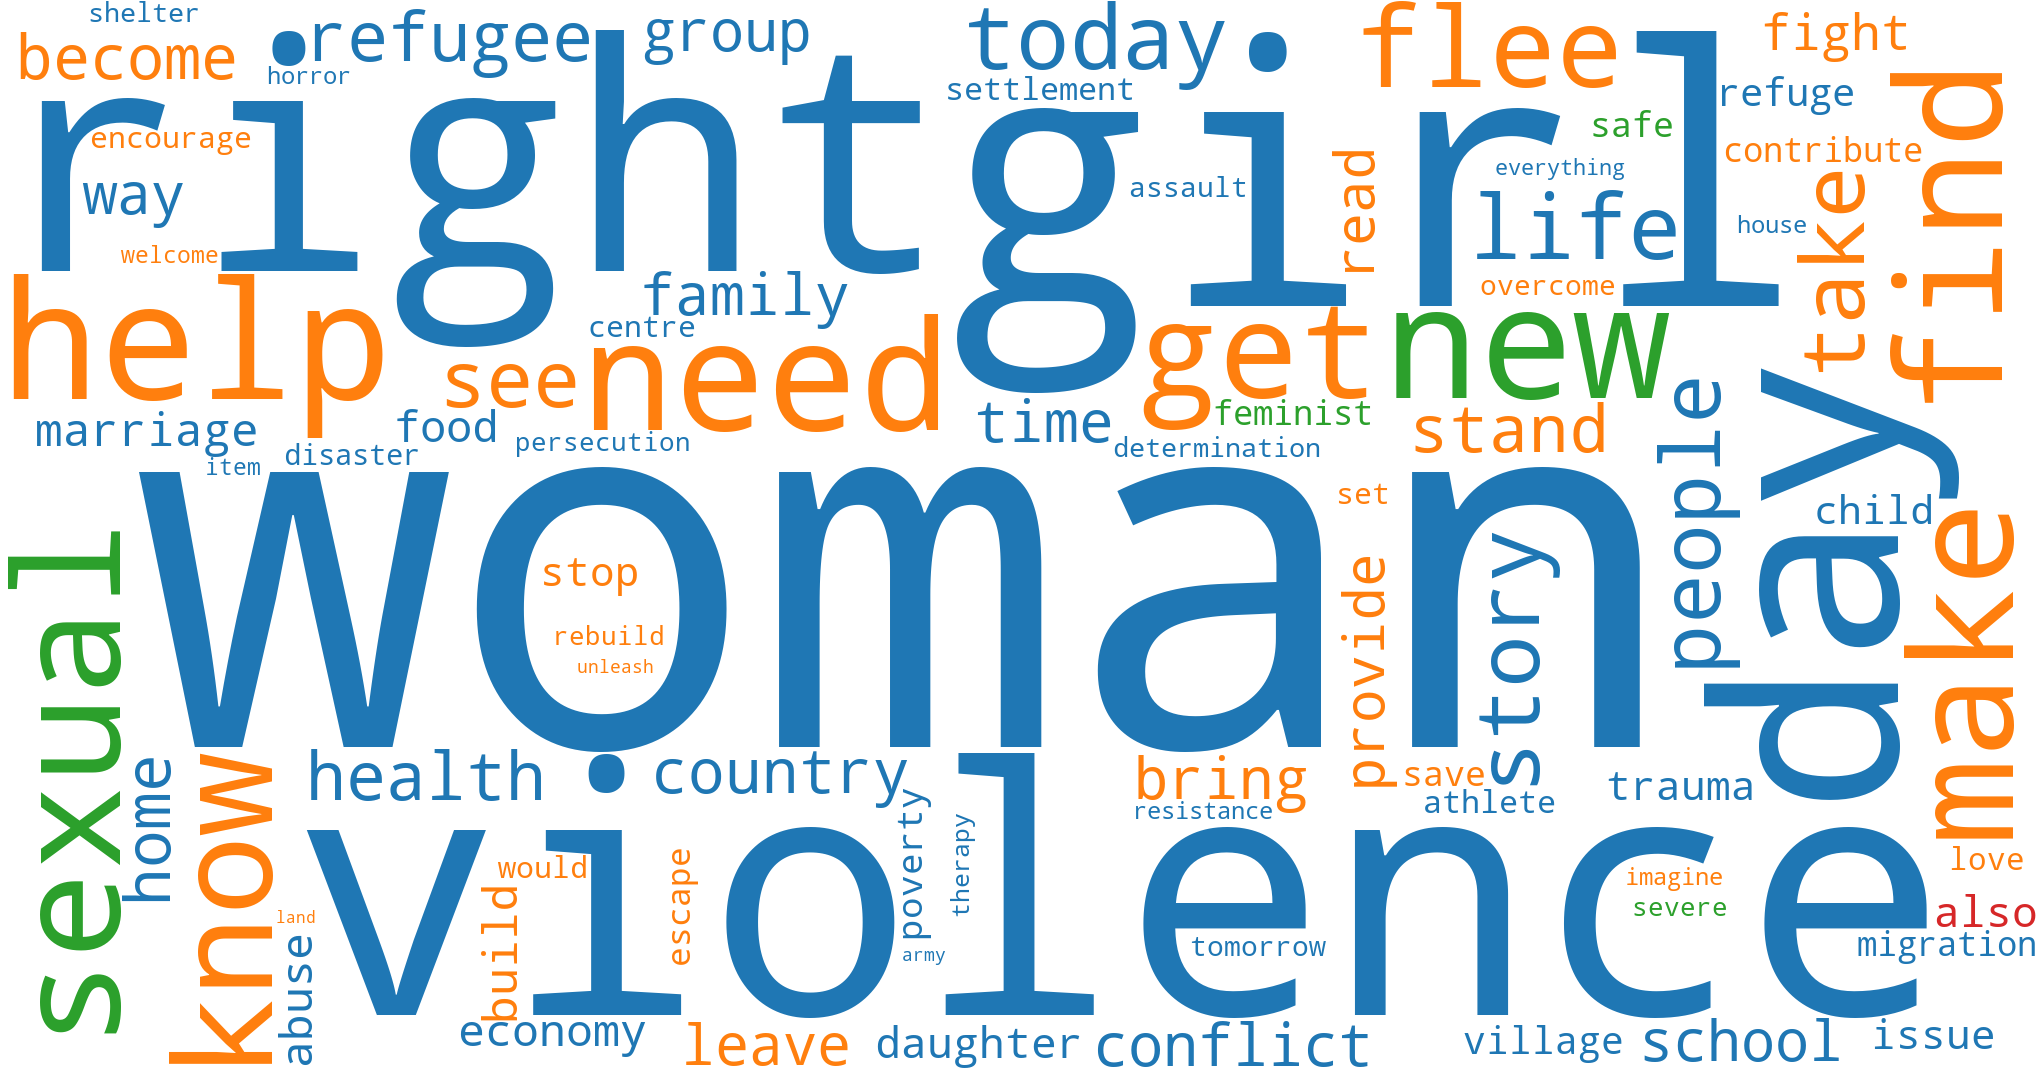 shelter
become
refugee
group
today
flee
fight
horror
settlement
refuge
right
girl
find
encourage
safe
contribute
way
assault
read
everything
life
take
house
welcome
help
family
overcome
centre
see
need
get
new
marriage
food
time
feminist
stand
people
day
item
disaster
persecution
determination
woman
set
child
make
sexual
stop
provide
story
rebuild
unleash
home
know
health
country
bring
save
trauma
athlete
resistance
violence
poverty
therapy
would
build
escape
imagine
love
severe
also
land
abuse
army
tomorrow
migration
economy
leave
daughter
conflict
village
school
issue